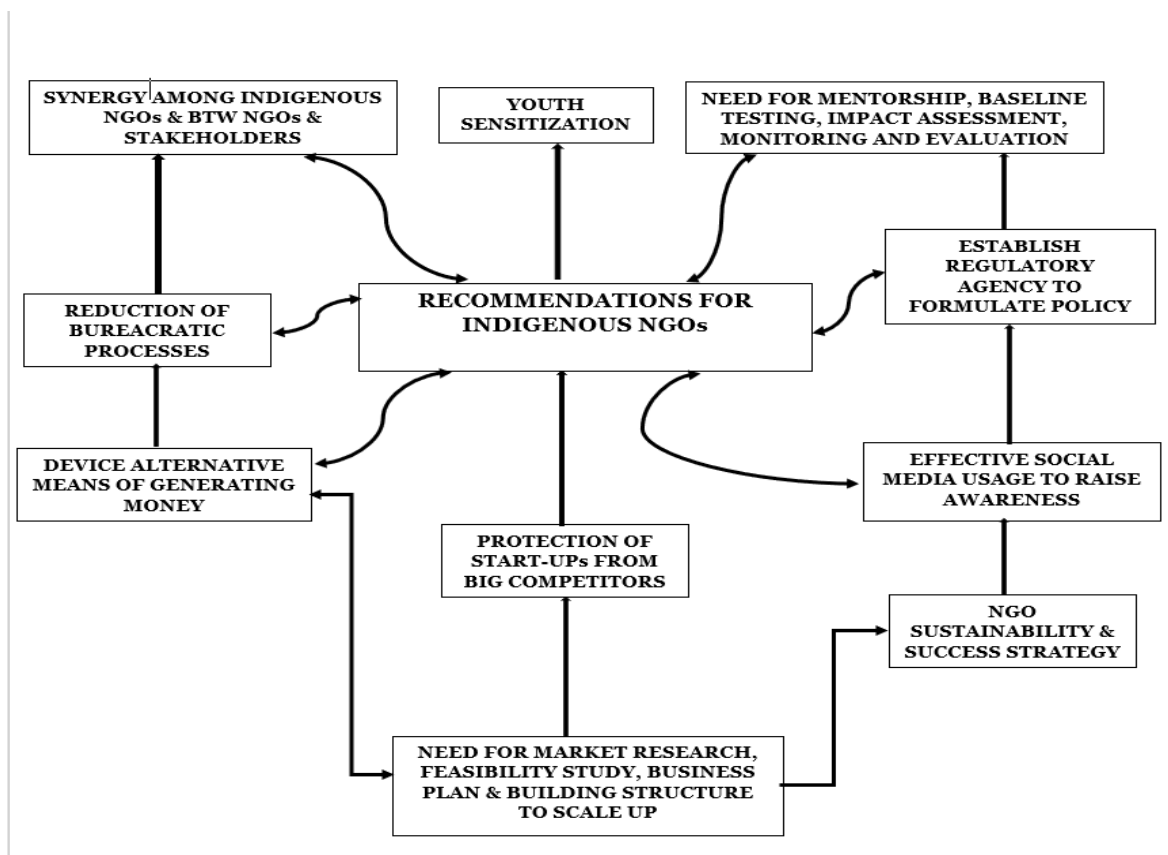 SYNERGY AMONG INDIGENOUS
NGOs & BTW NGOs &
STAKEHOLDERS
YOUTH
SENSITIZATION
NEED FOR MENTORSHIP, BASELINE
TESTING, IMPACT ASSESSMENT,
MONITORING AND EVALUATION
ESTABLISH
REGULATORY
AGENCY TO
FORMULATE POLICY
RECOMMENDATIONS FOR
INDIGENOUS NGOs
REDUCTION OF
BUREACRATIC
PROCESSES
DEVICE ALTERNATIVE
MEANS OF GENERATING
MONEY
EFFECTIVE SOCIAL
MEDIA USAGE TO RAISE
AWARENESS
PROTECTION OF
START-UPs FROM
BIG COMPETITORS
NGO
SUSTAINABILITY &
SUCCESS STRATEGY
NEED FOR MARKET RESEARCH,
FEASIBILITY STUDY, BUSINESS
PLAN & BUILDING STRUCTURE
TO SCALE UP